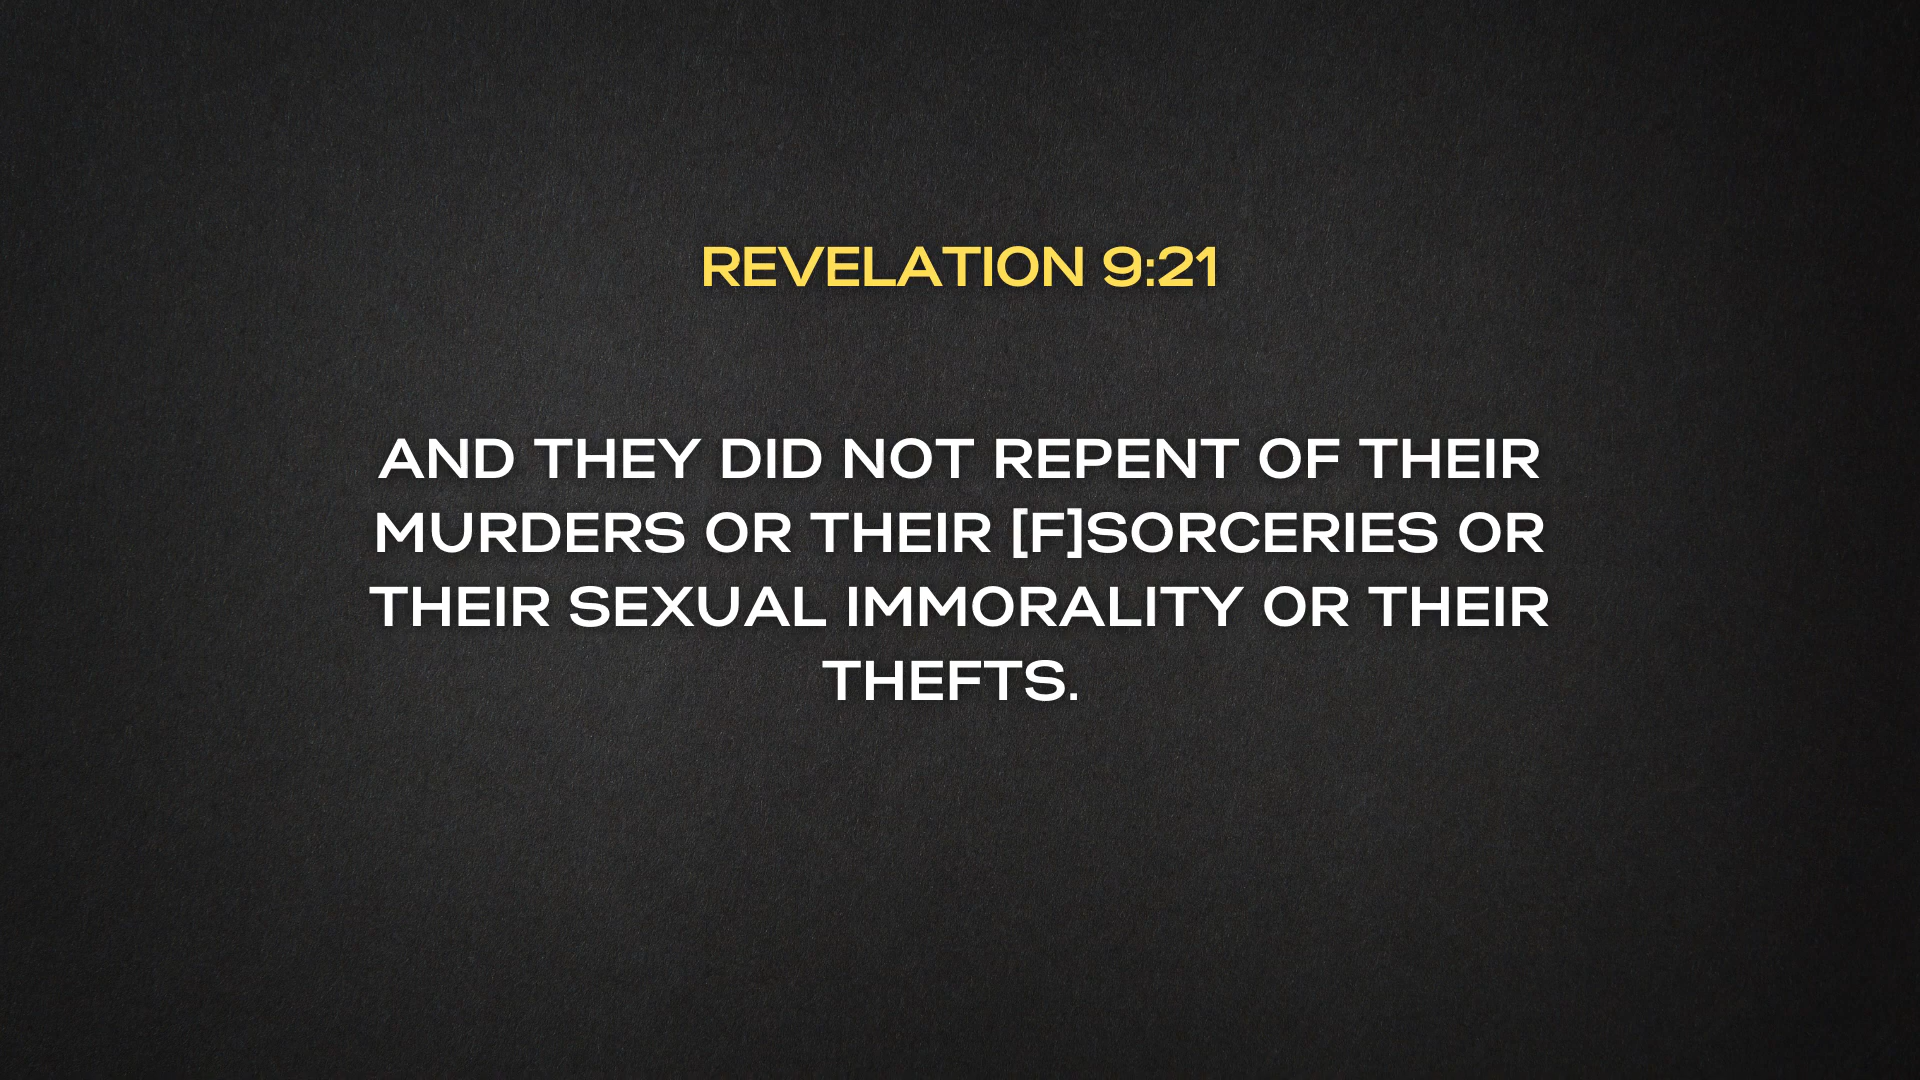 REVELATION 9:21
AND THEY DID NOT REPENT OF THEIR
MURDERS OR THEIR [F]SORCERIES OR
THEIR SEXUAL IMMORALITY OR THEIR
THEFTS.